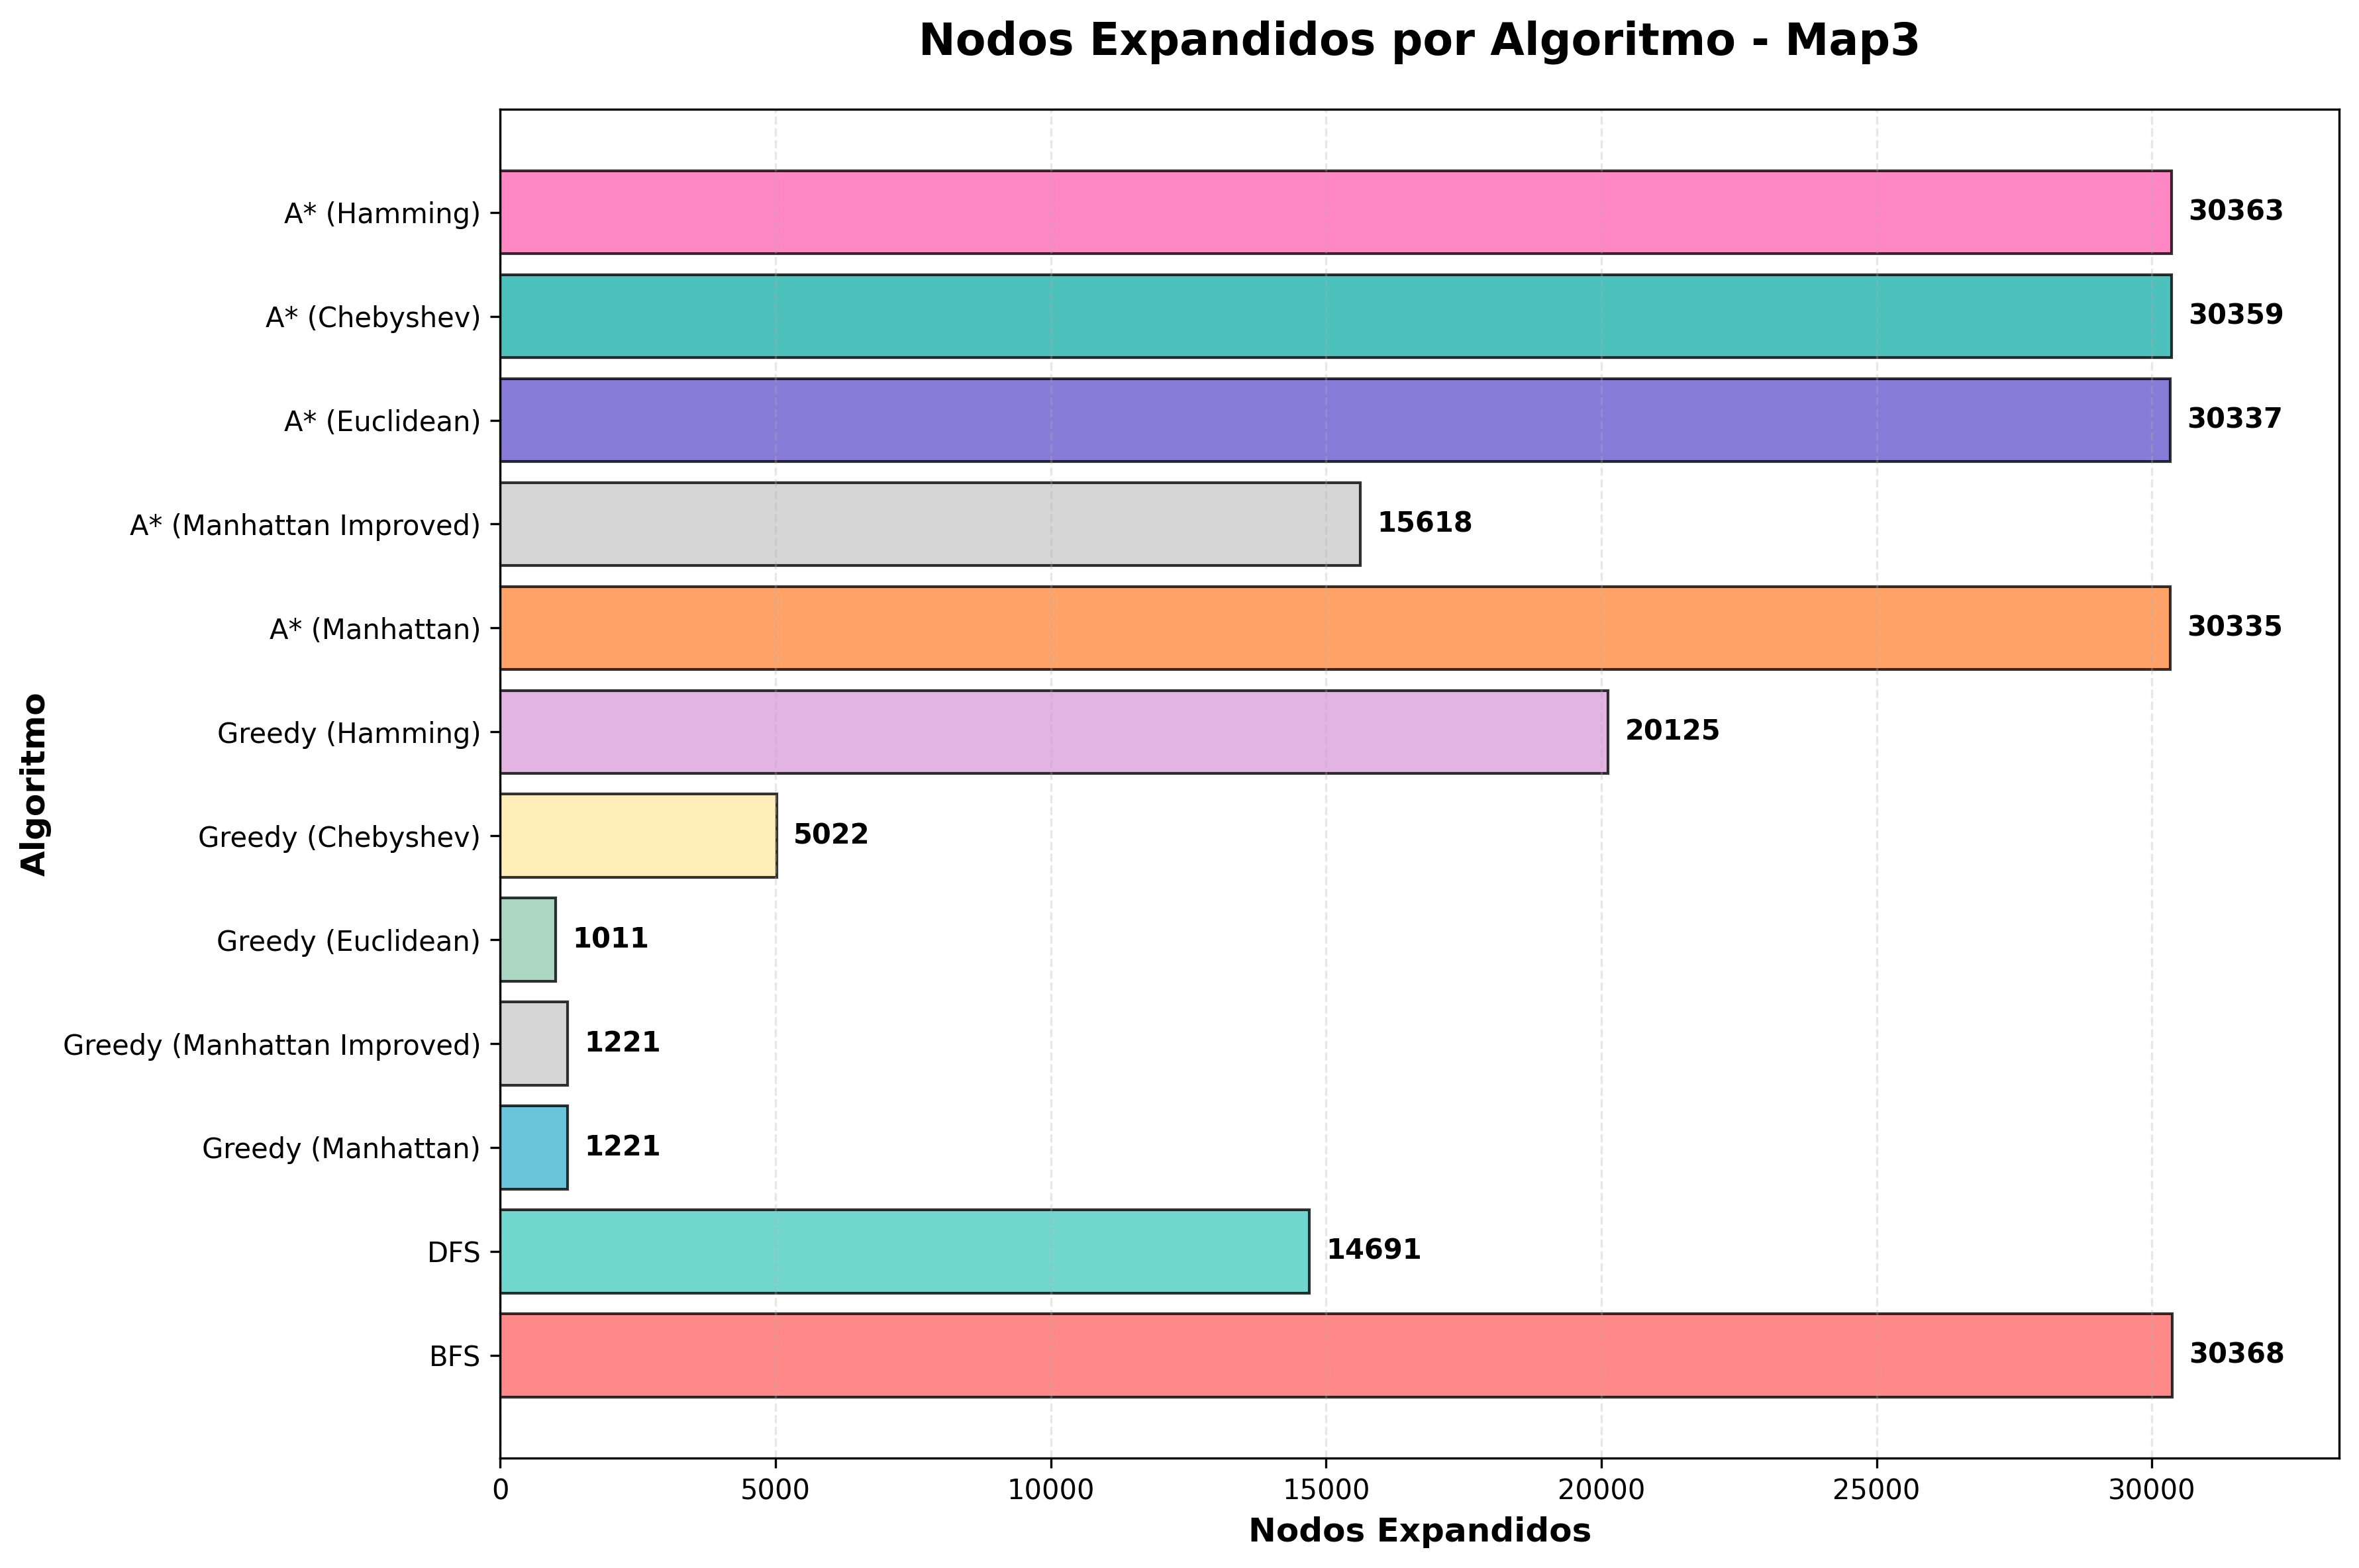 Nodos Expandidos por Algoritmo - Map3
A* (Hamming)
30363
A* (Chebyshev)
30359
A* (Euclidean)
30337
A* (Manhattan Improved)
15618
A* (Manhattan)
30335
Greedy (Hamming)
20125
Greedy (Chebyshev)
5022
Greedy (Euclidean)
1011
Greedy (Manhattan Improved)
1221
Greedy (Manhattan)
1221
DFS
14691
BFS
30368
Algoritmo
0 5000 10000 15000 20000 25000 30000
Nodos Expandidos